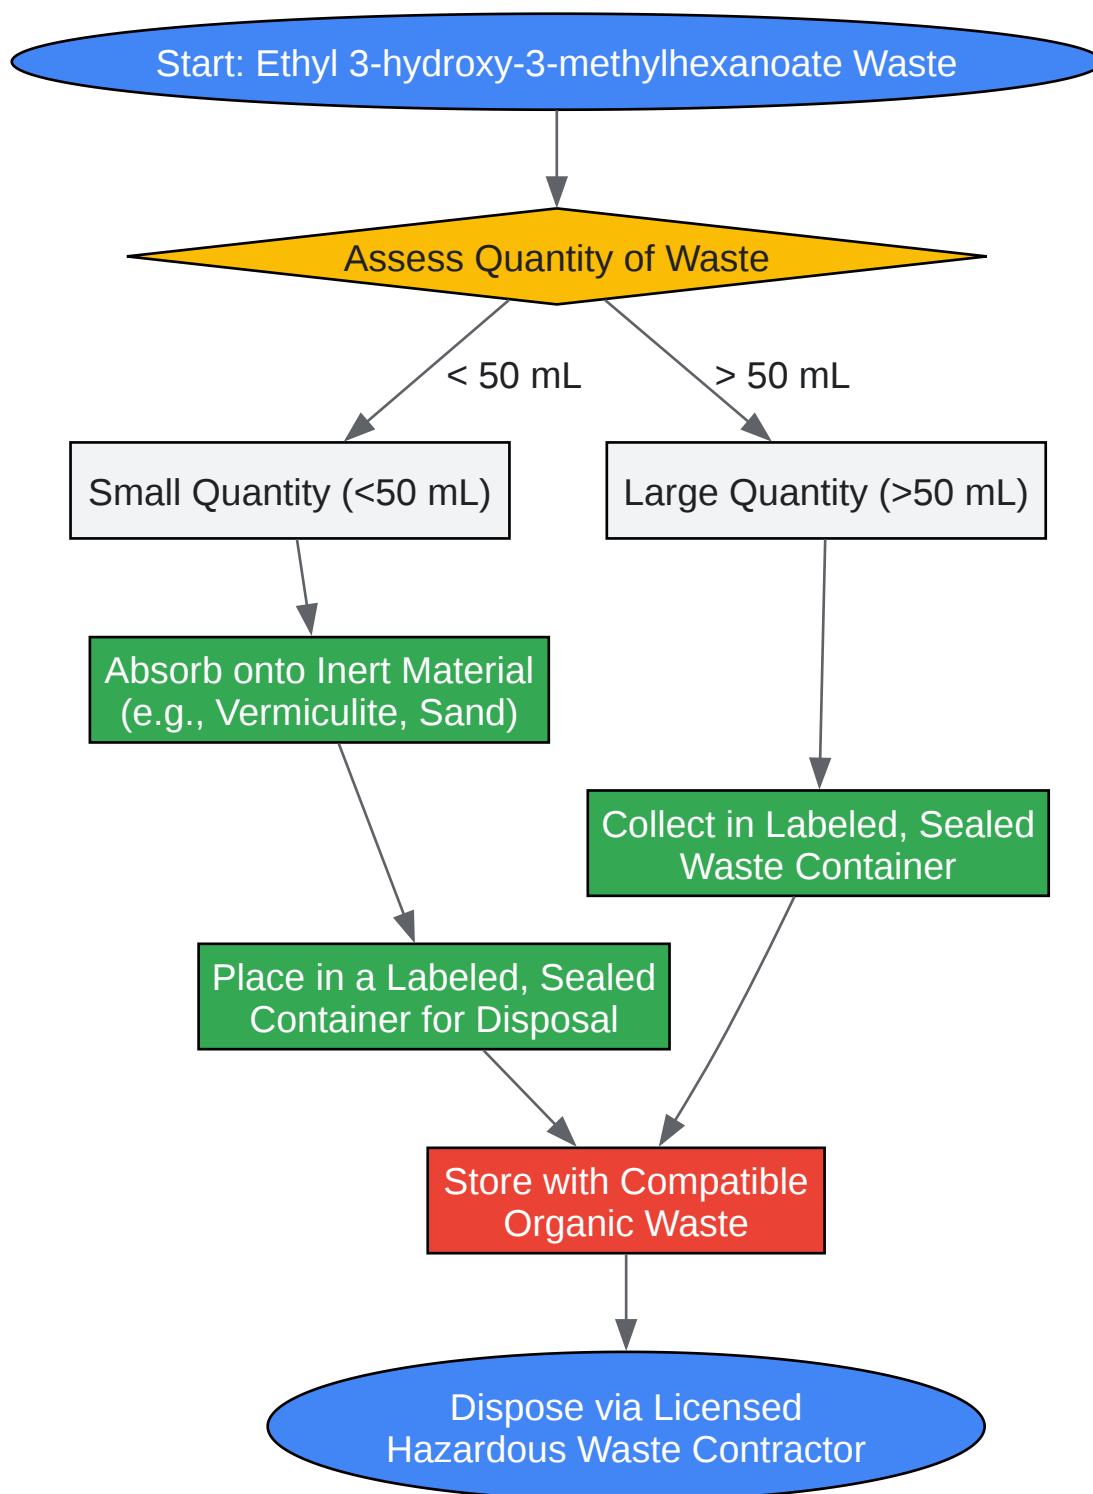 Start: Ethyl 3-hydroxy-3-methylhexanoate Waste
Assess Quantity of Waste
< 50 mL
> 50 mL
Small Quantity (<50 mL)
Large Quantity (>50 mL)
Absorb onto Inert Material
(e.g., Vermiculite, Sand)
Collect in Labeled, Sealed
Waste Container
Place in a Labeled, Sealed
Container for Disposal
Store with Compatible
Organic Waste
Dispose via Licensed
Hazardous Waste Contractor